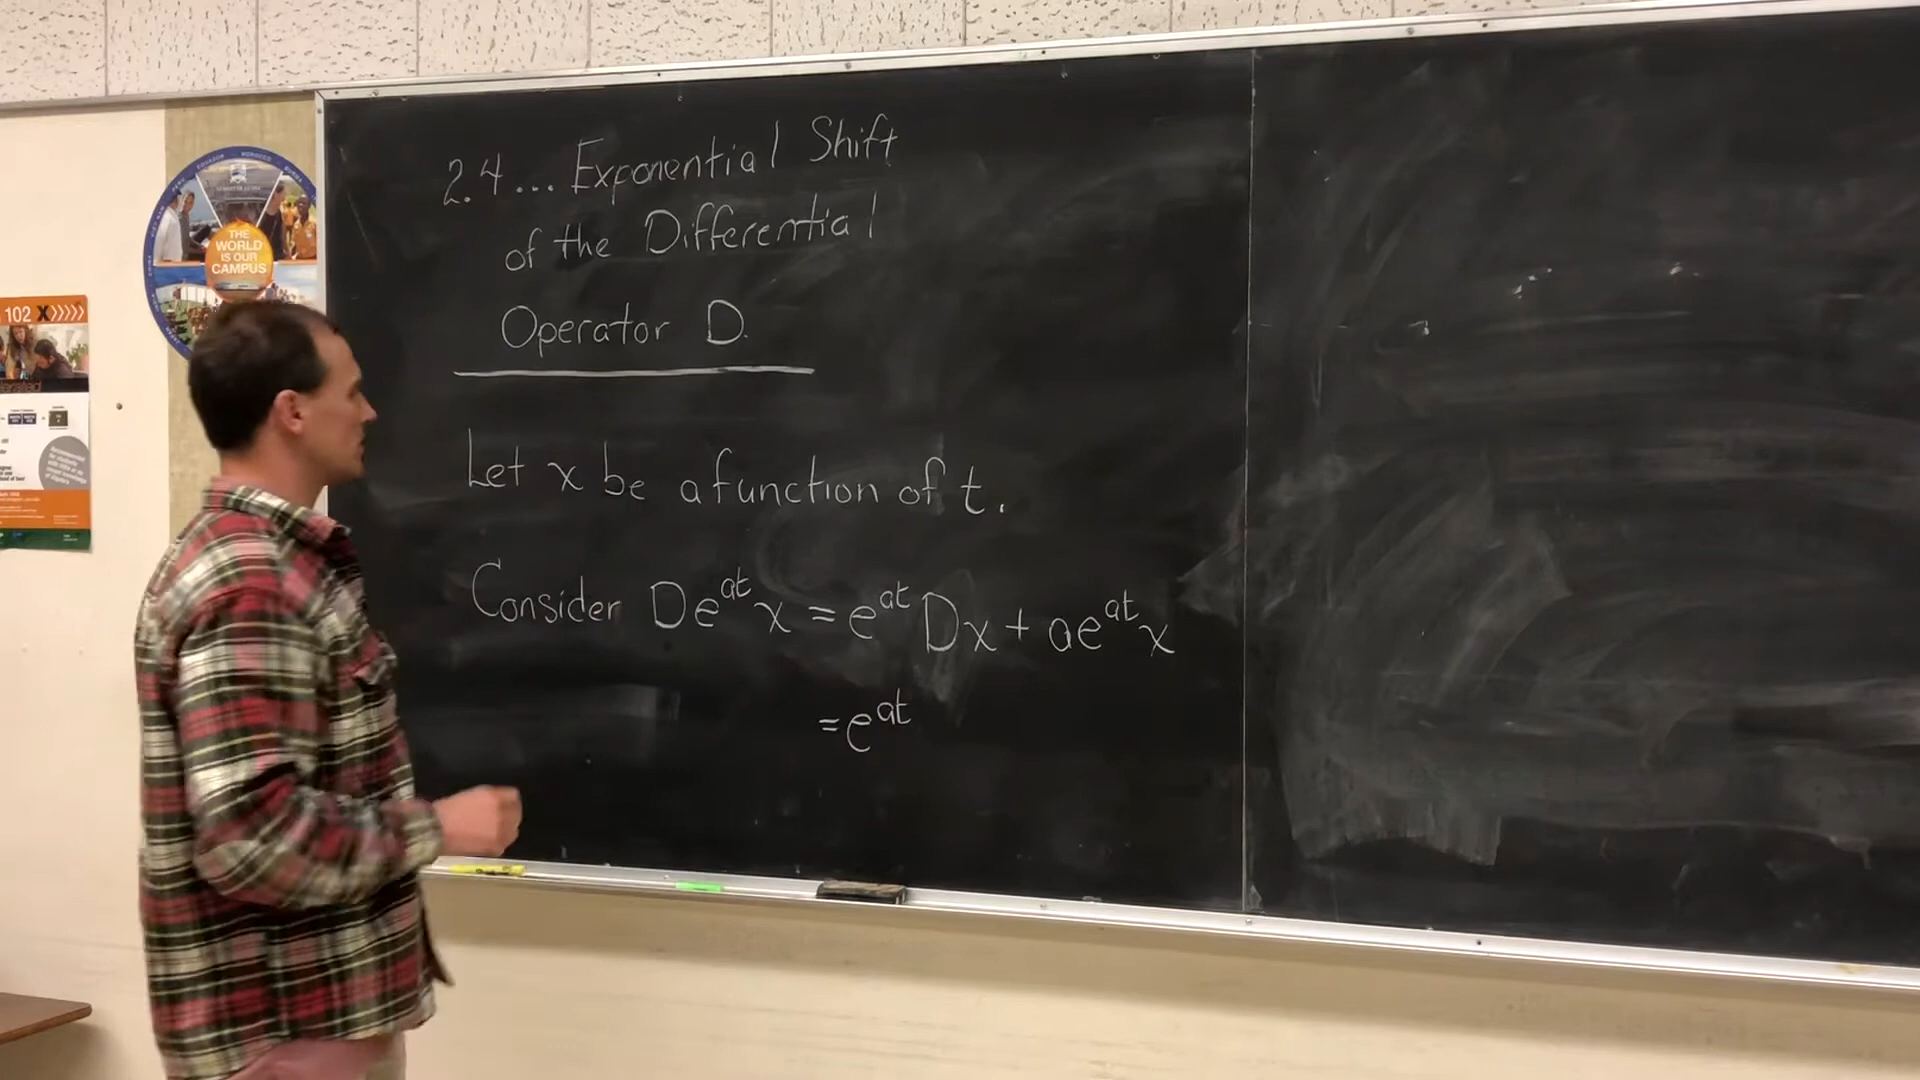 2.4... Exponential Shift
of the Differential
Operator D.
Let x be a function of t.
Consider De^{at}x = e^{at}Dx + ae^{at}x
= e^{at}
THE
WORLD
IS OUR
CAMPUS
102 X>>>>>